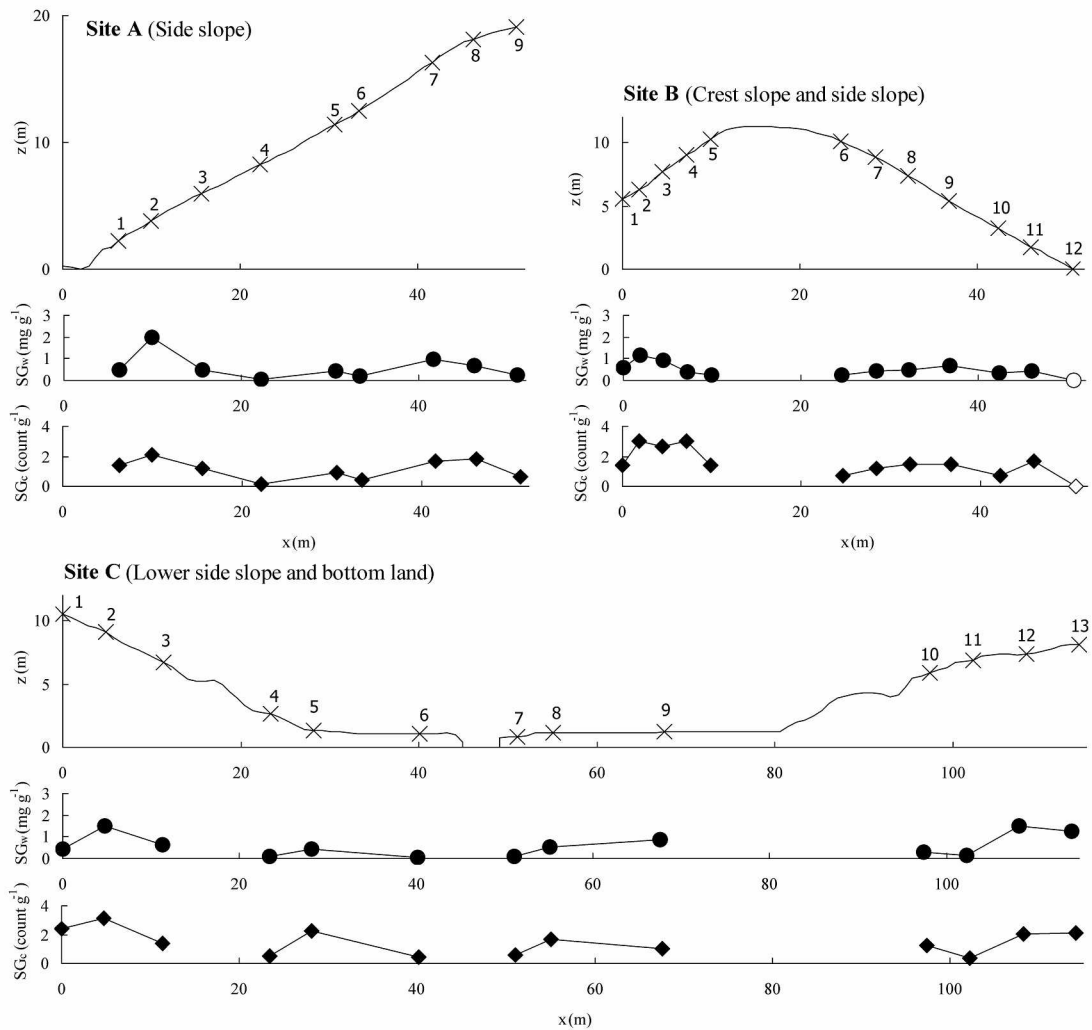 Site A (Side slope)
20
10
0
z (m)
1 2 3 4 5 6 7 8 9
0 20 40
3
2
1
0
SGw (mg g-1)
0 20 40
4
2
0
SGc (count g-1)
0 20 40
x (m)
Site B (Crest slope and side slope)
10
5
0
z (m)
1 2 3 4 5 6 7 8 9 10 11 12
0 20 40
3
2
1
0
SGw (mg g-1)
0 20 40
4
2
0
SGc (count g-1)
0 20 40
x (m)
Site C (Lower side slope and bottom land)
10
5
0
z (m)
1 2 3 4 5 6 7 8 9 10 11 12 13
0 20 40 60 80 100
3
2
1
0
SGw (mg g-1)
0 20 40 60 80 100
4
2
0
SGc (count g-1)
0 20 40 60 80 100
x (m)